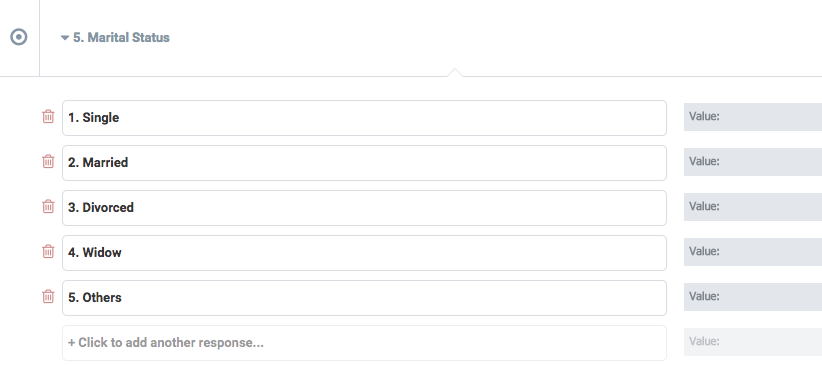 5. Marital Status
1. Single
Value:
2. Married
Value:
3. Divorced
Value:
4. Widow
Value:
5. Others
Value:
+ Click to add another response...
Value: